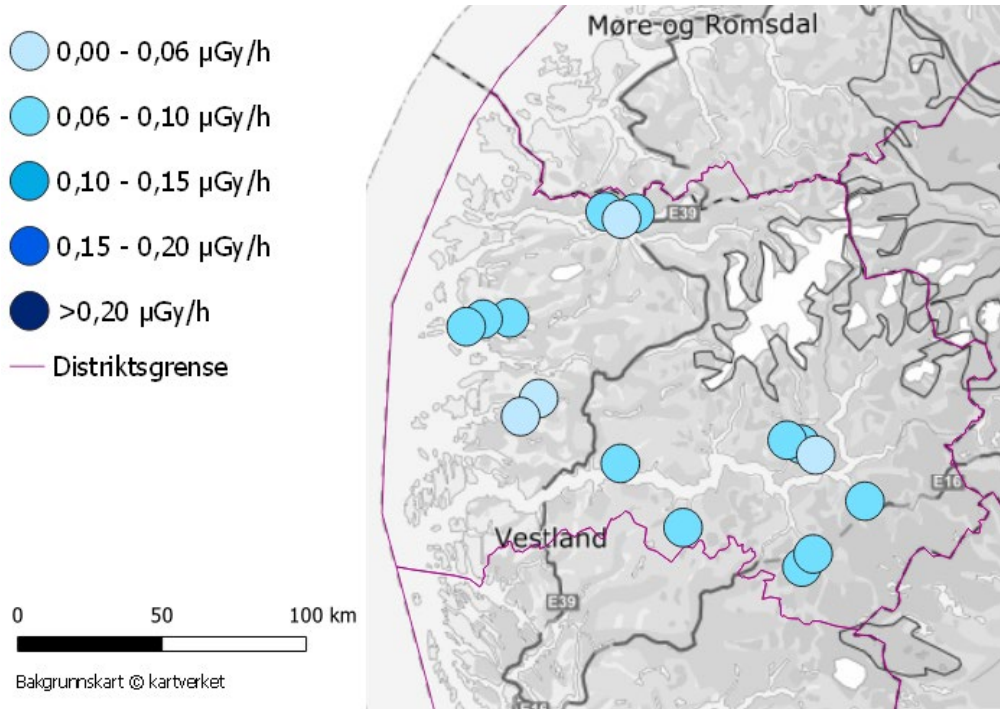 0,00 - 0,06 µGy/h
0,06 - 0,10 µGy/h
0,10 - 0,15 µGy/h
0,15 - 0,20 µGy/h
>0,20 µGy/h
Distriktsgrense
0 50 100 km
Bakgrunnskart © kartverket
Møre og Romsdal
E39
E16
Vestland
E39
E16